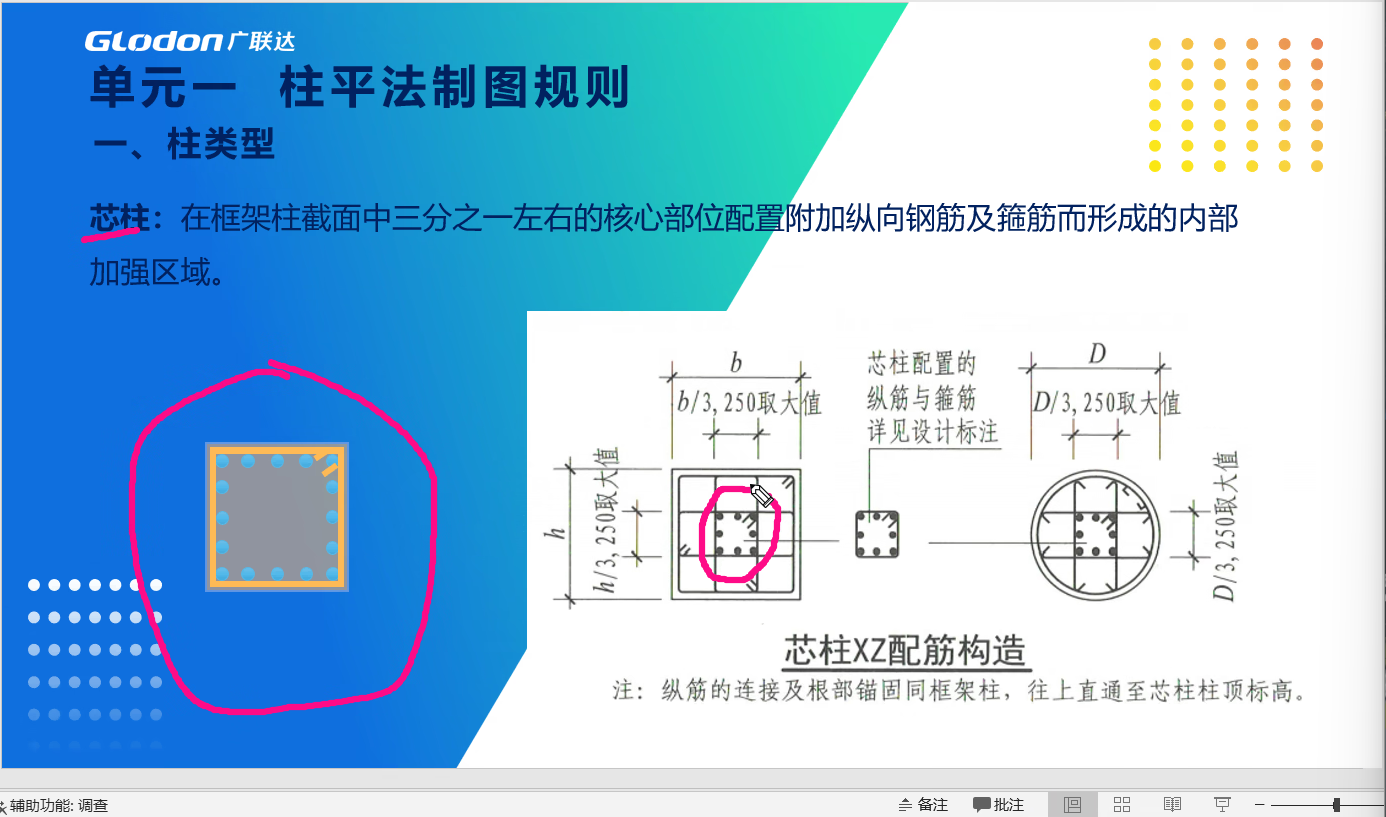 GLodon广联达
单元一 柱平法制图规则
一、柱类型
芯柱：在框架柱截面中三分之一左右的核心部位配置附加纵向钢筋及箍筋而形成的内部
加强区域。
b
b/3,250取大值
h
h/3,250取大值
芯柱配置的
纵筋与箍筋
详见设计标注
D
D/3,250取大值
D/3,250取大值
芯柱XZ配筋构造
注：纵筋的连接及根部锚固同框架柱，往上直通至芯柱柱顶标高。
辅助功能: 调查
备注
批注